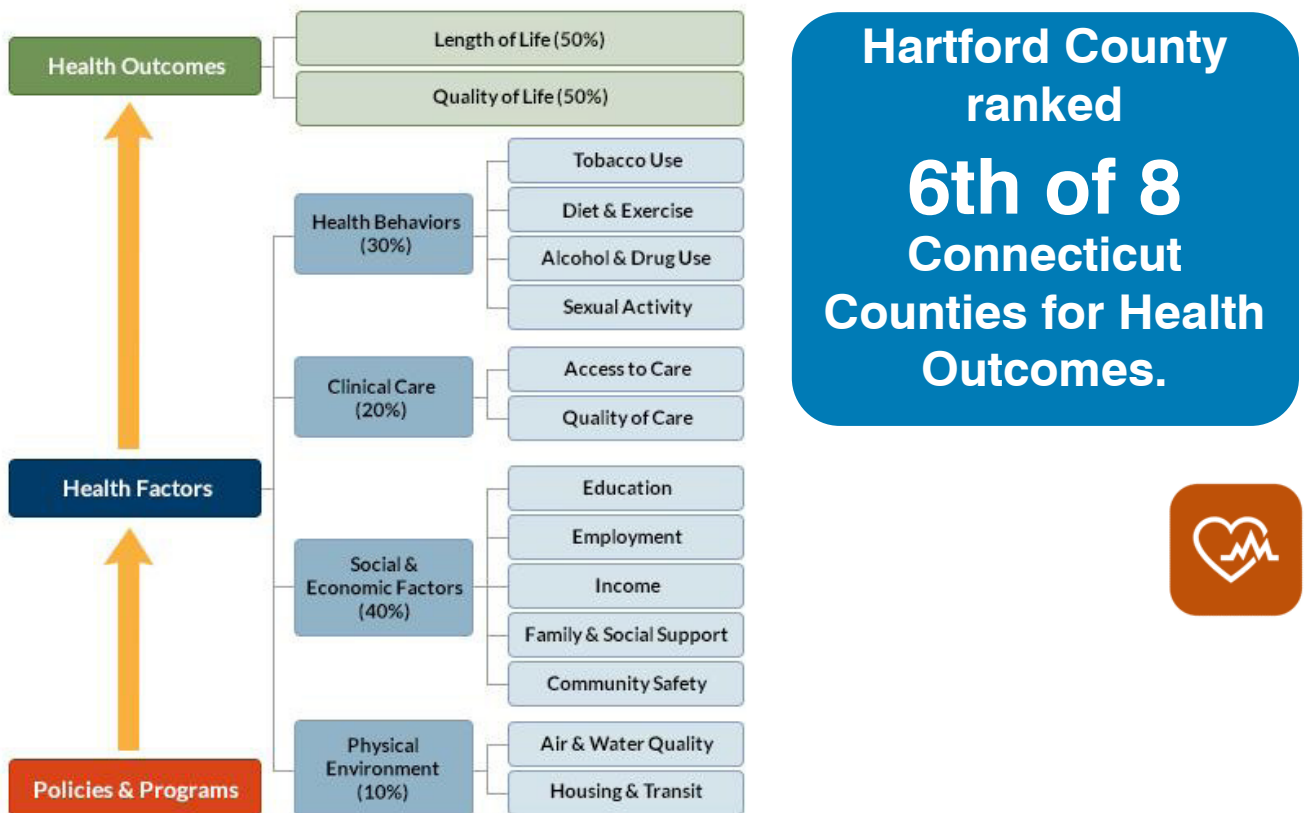 Health Outcomes
Length of Life (50%)
Quality of Life (50%)
Health Behaviors
(30%)
Tobacco Use
Diet & Exercise
Alcohol & Drug Use
Sexual Activity
Clinical Care
(20%)
Access to Care
Quality of Care
Health Factors
Social &
Economic Factors
(40%)
Education
Employment
Income
Family & Social Support
Community Safety
Physical
Environment
(10%)
Air & Water Quality
Housing & Transit
Policies & Programs
Hartford County
ranked
6th of 8
Connecticut
Counties for Health
Outcomes.